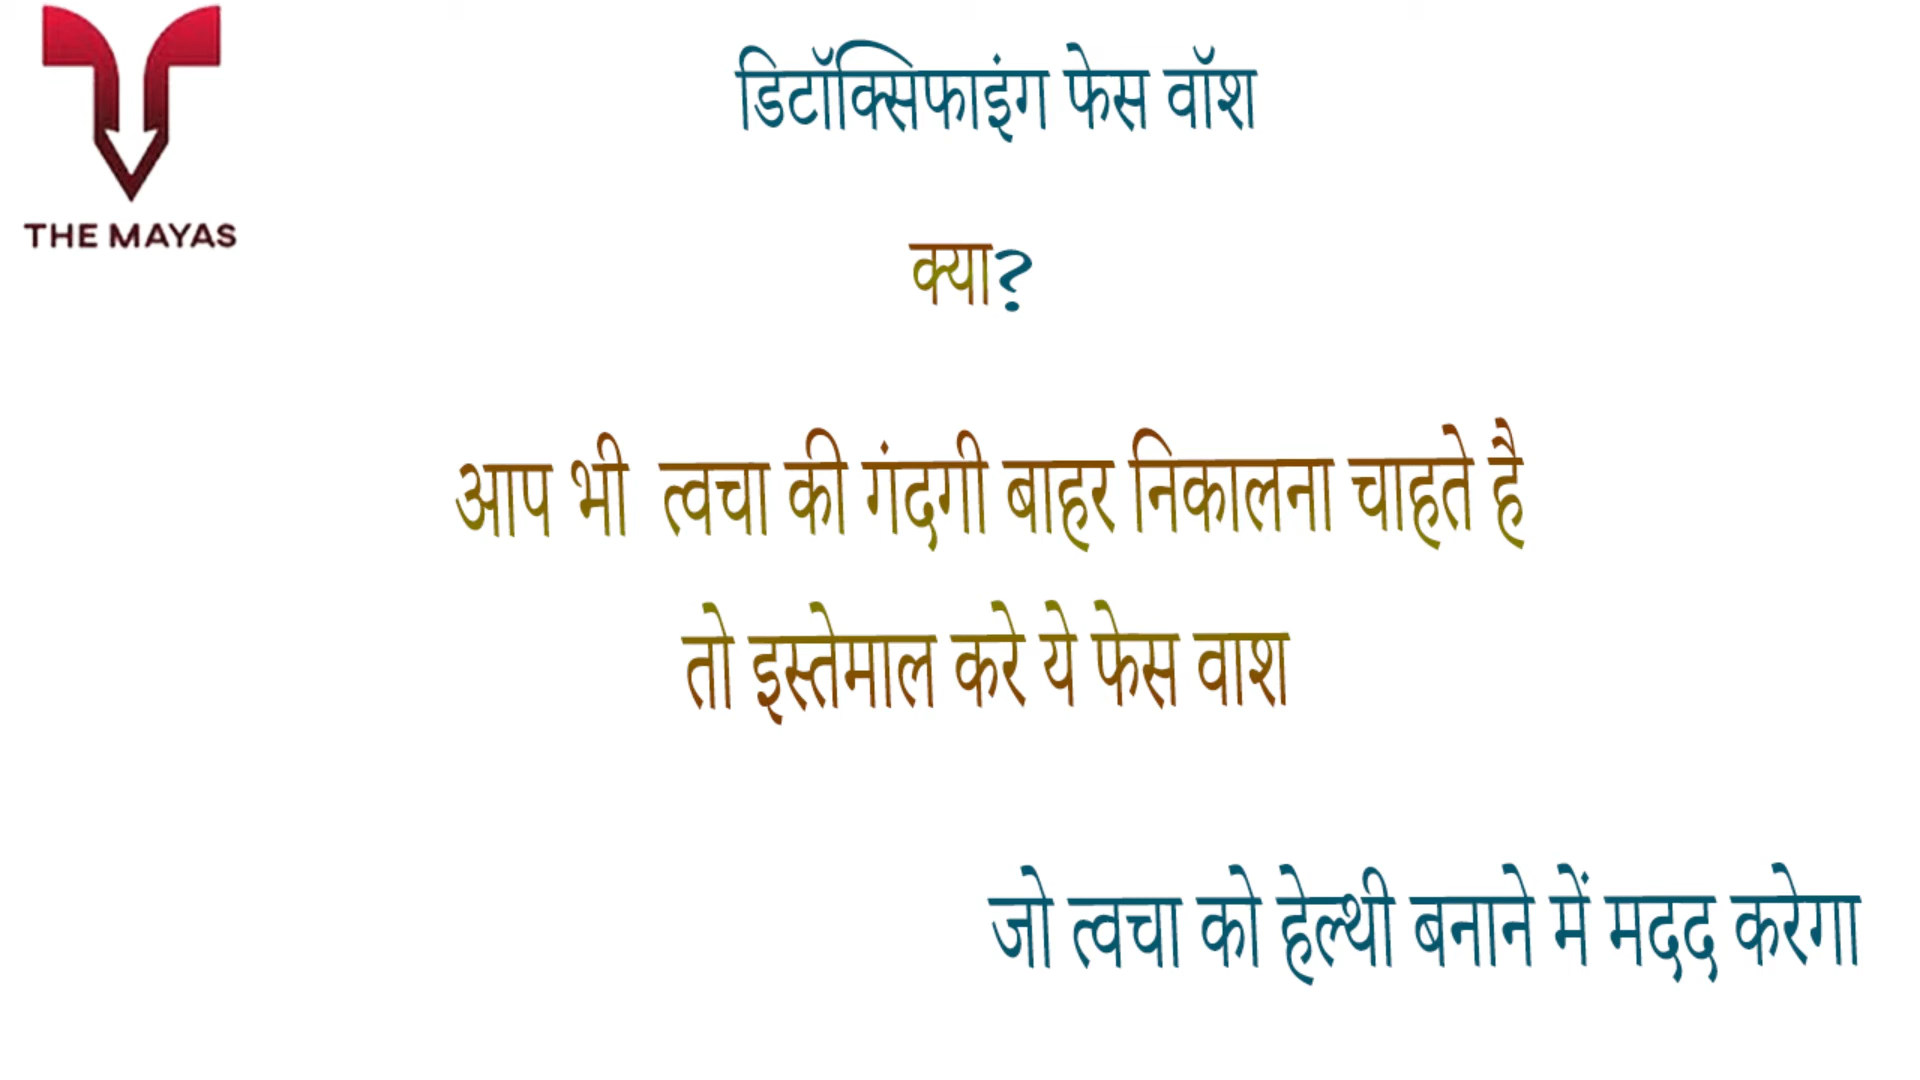 THE MAYAS
डिटॉक्सिफाइंग फेस वॉश
क्या?
आप भी त्वचा की गंदगी बाहर निकालना चाहते है
तो इस्तेमाल करे ये फेस वाश
जो त्वचा को हेल्थी बनाने में मदद करेगा